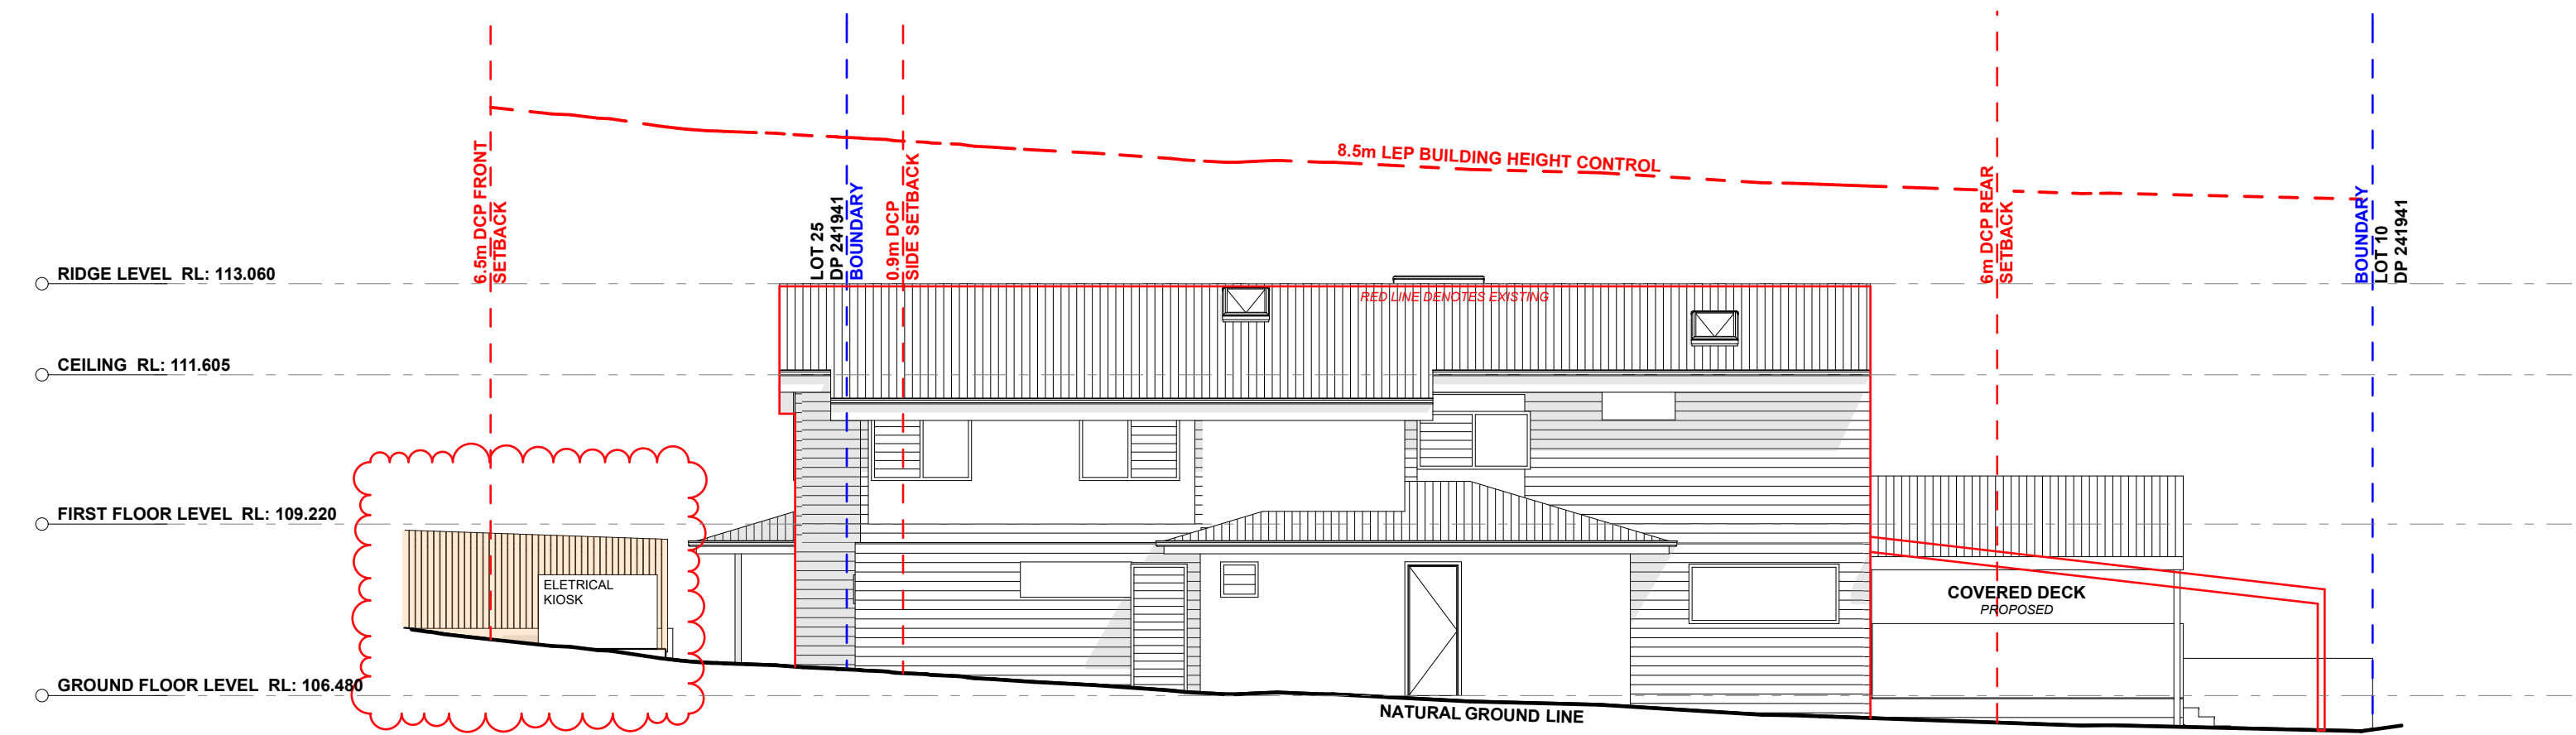 6.5m DCP FRONT
SETBACK
LOT 25
DP 241941
BOUNDARY
0.9m DCP
SIDE SETBACK
8.5m LEP BUILDING HEIGHT CONTROL
6m DCP REAR
SETBACK
BOUNDARY
LOT 10
DP 241941
RIDGE LEVEL RL: 113.060
RED LINE DENOTES EXISTING
CEILING RL: 111.605
FIRST FLOOR LEVEL RL: 109.220
ELETRICAL
KIOSK
COVERED DECK
PROPOSED
GROUND FLOOR LEVEL RL: 106.480
NATURAL GROUND LINE